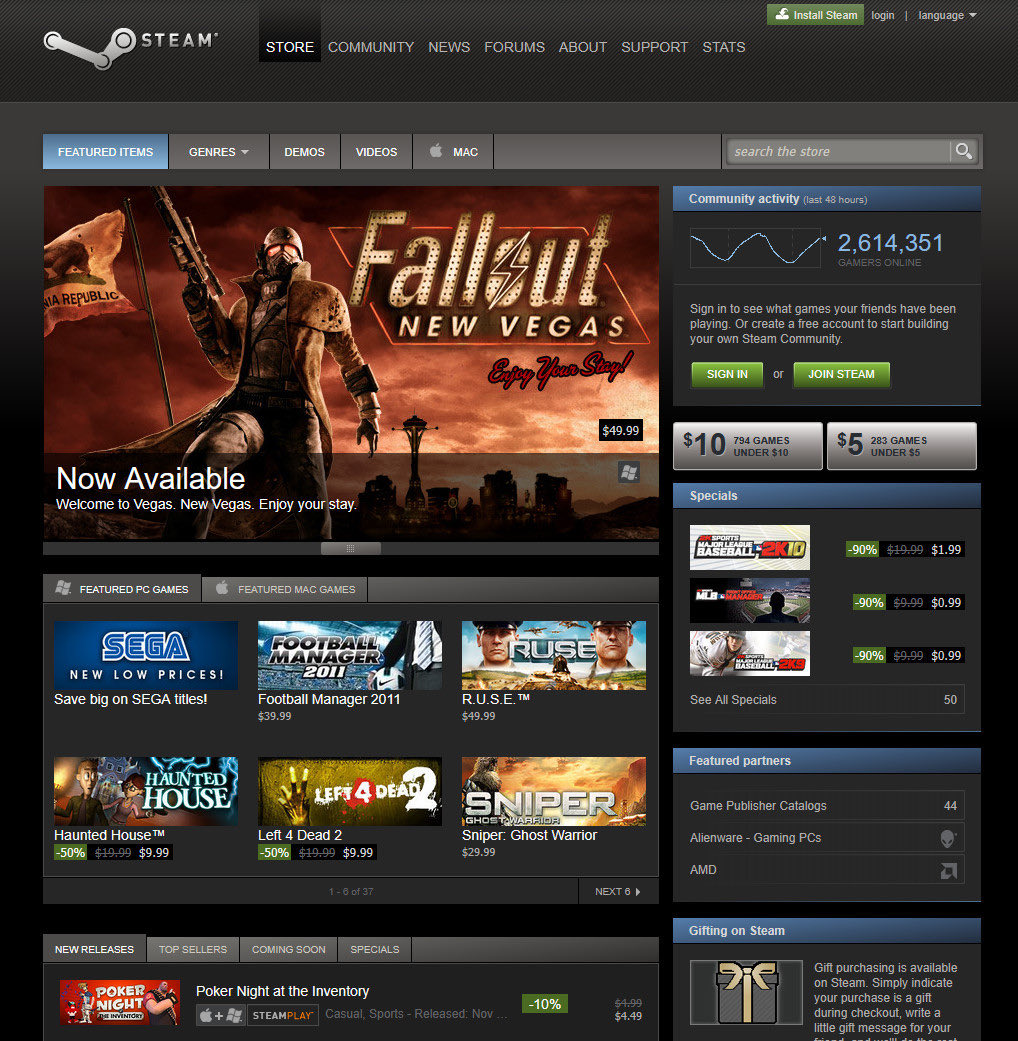 Install Steam login | language
STEAM
STORE COMMUNITY NEWS FORUMS ABOUT SUPPORT STATS
FEATURED ITEMS GENRES DEMOS VIDEOS MAC search the store
NIA REPUBLIC
Fallout
NEW VEGAS
Enjoy Your Stay!
$49.99
Now Available
Welcome to Vegas. New Vegas. Enjoy your stay.
Community activity (last 48 hours)
2,614,351
GAMERS ONLINE
Sign in to see what games your friends have been
playing. Or create a free account to start building
your own Steam Community.
SIGN IN or JOIN STEAM
$10 794 GAMES
UNDER $10
$5 283 GAMES
UNDER $5
Specials
2K SPORTS
MAJOR LEAGUE
BASEBALL 2K10
-90% $19.99 $1.99
MLB FRONT OFFICE
MANAGER
-90% $9.99 $0.99
SPORTS
MAJOR LEAGUE
BASEBALL 2K9
-90% $9.99 $0.99
See All Specials 50
FEATURED PC GAMES FEATURED MAC GAMES
SEGA
NEW LOW PRICES!
Save big on SEGA titles!
FOOTBALL
MANAGER
2011
Football Manager 2011
$39.99
RUSE
R.U.S.E.™
$49.99
HAUNTED
HOUSE
Haunted House™
-50% $19.99 $9.99
LEFT 4 DEAD 2
Left 4 Dead 2
-50% $19.99 $9.99
SNIPER
GHOST WARRIOR
Sniper: Ghost Warrior
$29.99
1 - 6 of 37 NEXT 6
Featured partners
Game Publisher Catalogs 44
Alienware - Gaming PCs
AMD
NEW RELEASES TOP SELLERS COMING SOON SPECIALS
POKER
NIGHT
AT THE INVENTORY
Poker Night at the Inventory
+ STEAMPLAY Casual, Sports - Released: Nov ...
-10% $4.99
$4.49
Gifting on Steam
Gift purchasing is available
on Steam. Simply indicate
your purchase is a gift
during checkout, write a
little gift message for your